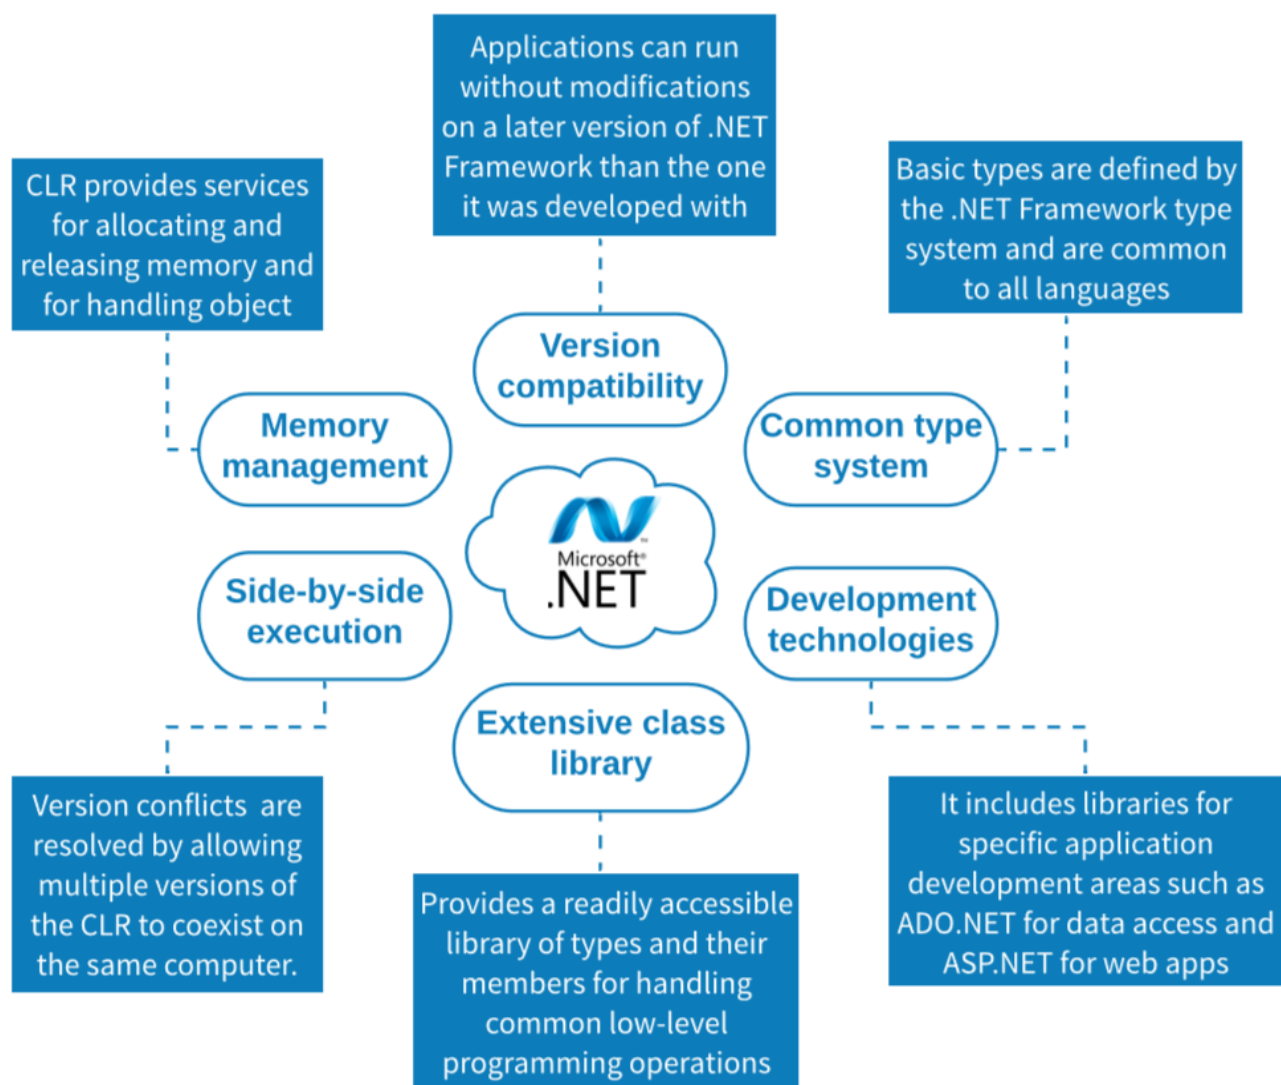 Applications can run
without modifications
on a later version of .NET
Framework than the one
it was developed with
CLR provides services
for allocating and
releasing memory and
for handling object
Basic types are defined by
the .NET Framework type
system and are common
to all languages
Version
compatibility
Memory
management
Common type
system
Microsoft®
.NET
™
Side-by-side
execution
Development
technologies
Extensive class
library
Version conflicts  are
resolved by allowing
multiple versions of
the CLR to coexist on
the same computer.
Provides a readily accessible
library of types and their
members for handling
common low-level
programming operations
It includes libraries for
specific application
development areas such as
ADO.NET for data access and
ASP.NET for web apps